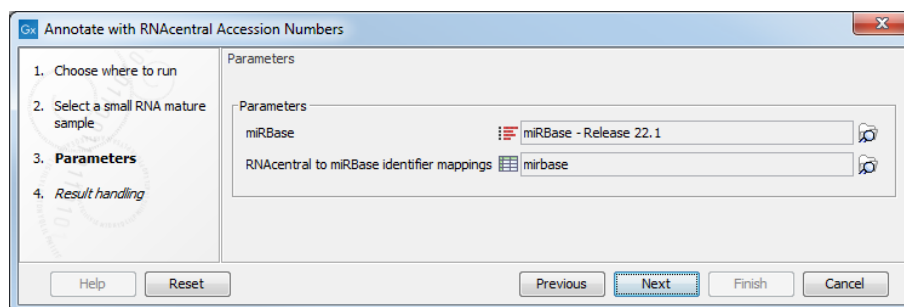 Gx Annotate with RNAcentral Accession Numbers
1. Choose where to run
2. Select a small RNA mature
sample
3. Parameters
4. Result handling
Parameters
Parameters
miRBase miRBase - Release 22.1
RNAcentral to miRBase identifier mappings mirbase
Help Reset Previous Next Finish Cancel